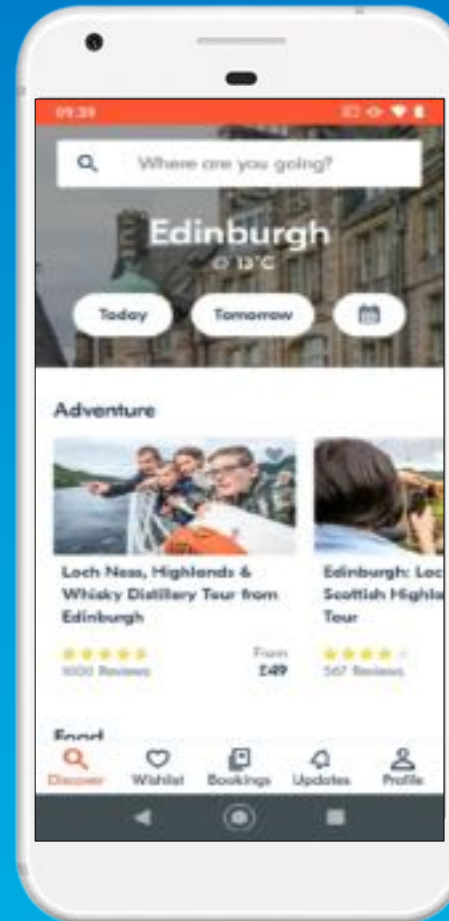 09:39
Where are you going?
Edinburgh
13°C
Today
Tomorrow
Adventure
Loch Ness, Highlands &
Whisky Distillery Tour from
Edinburgh
Reviews
From
£49
Edinburgh: Loc
Scottish Highla
Tour
567 Reviews
Food
Discover
Wishlist
Bookings
Updates
Profile